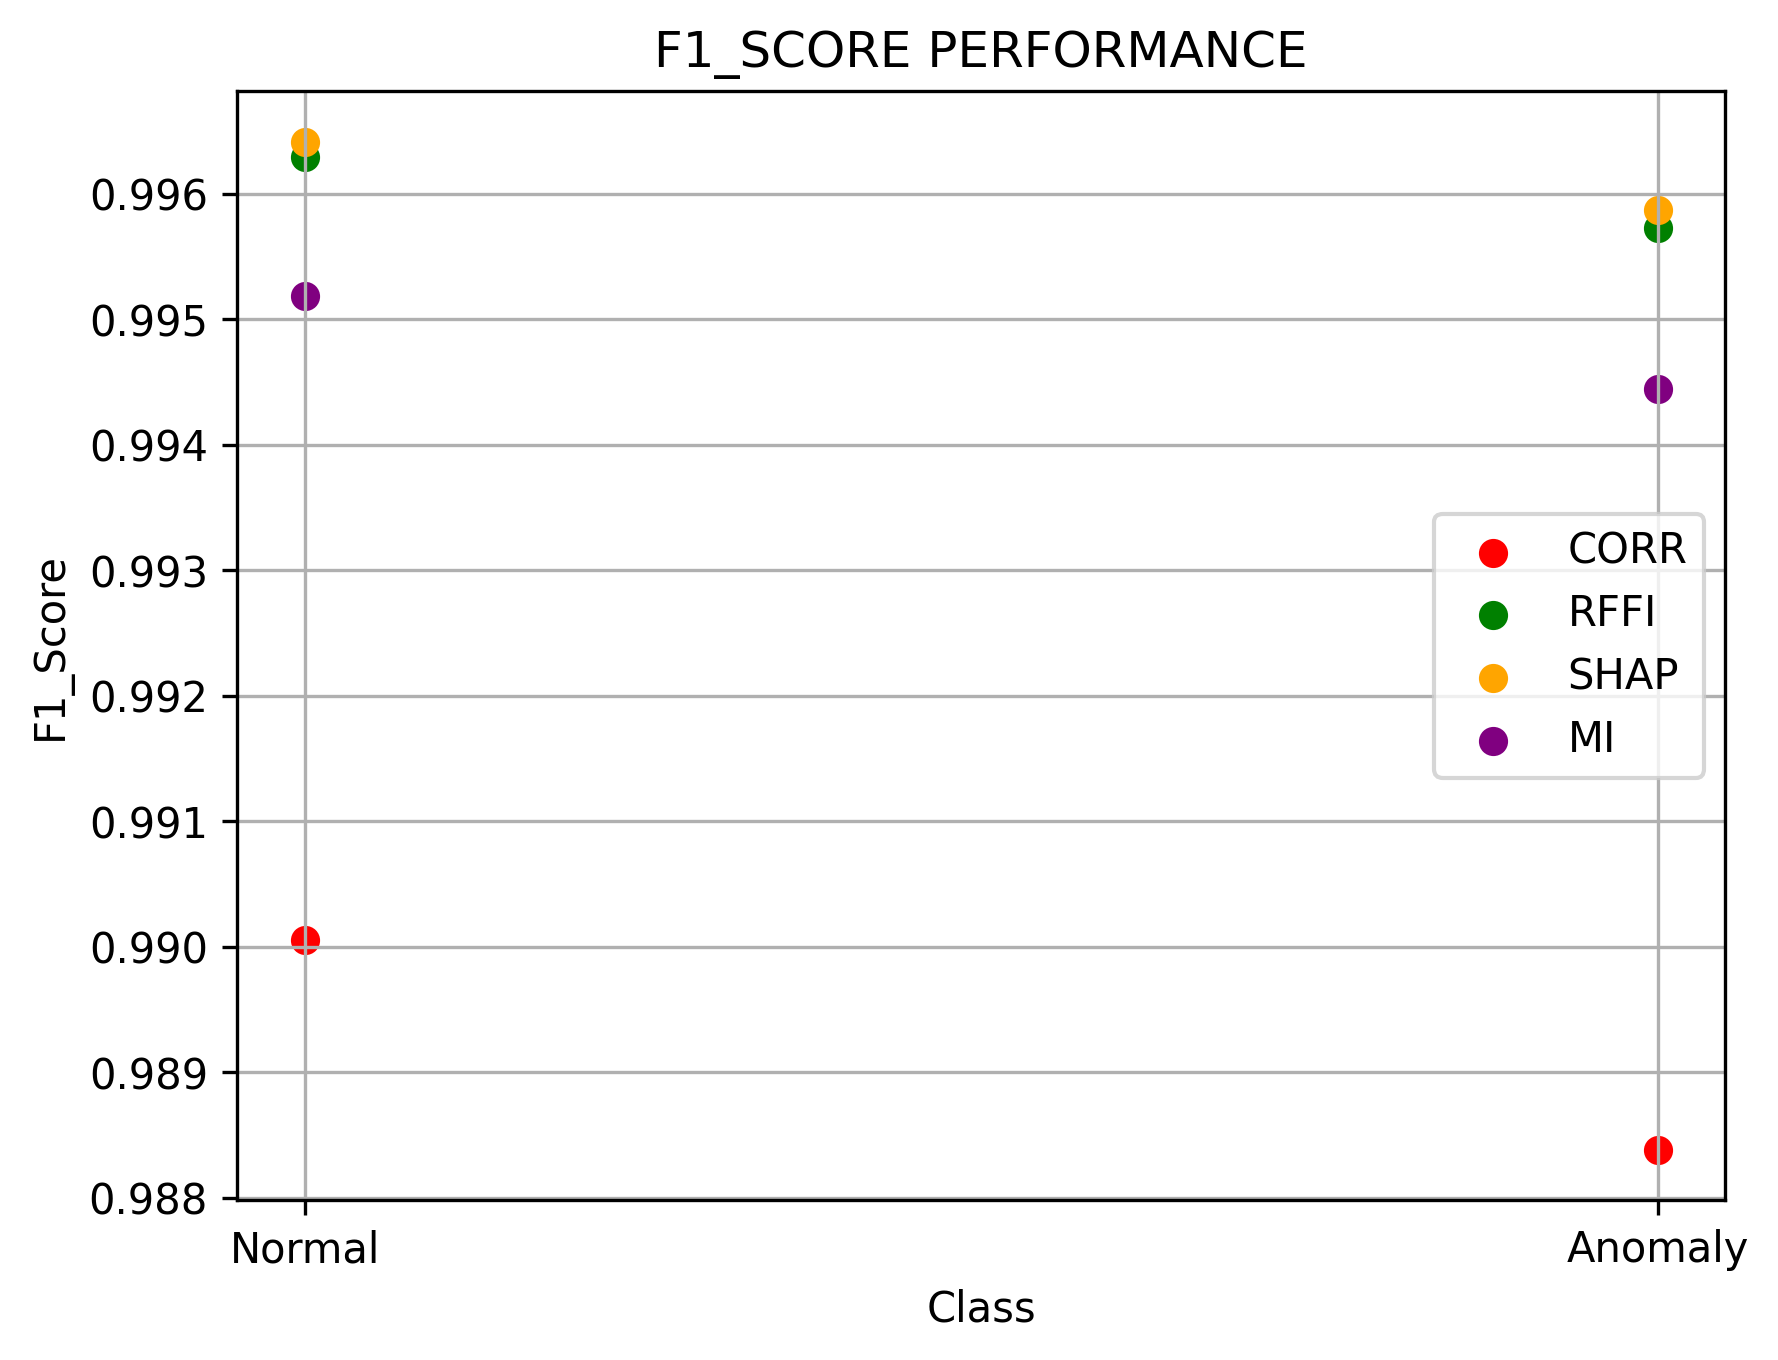 F1_SCORE PERFORMANCE
F1_Score
0.996
0.995
0.994
0.993
0.992
0.991
0.990
0.989
0.988
CORR
RFFI
SHAP
MI
Normal
Anomaly
Class